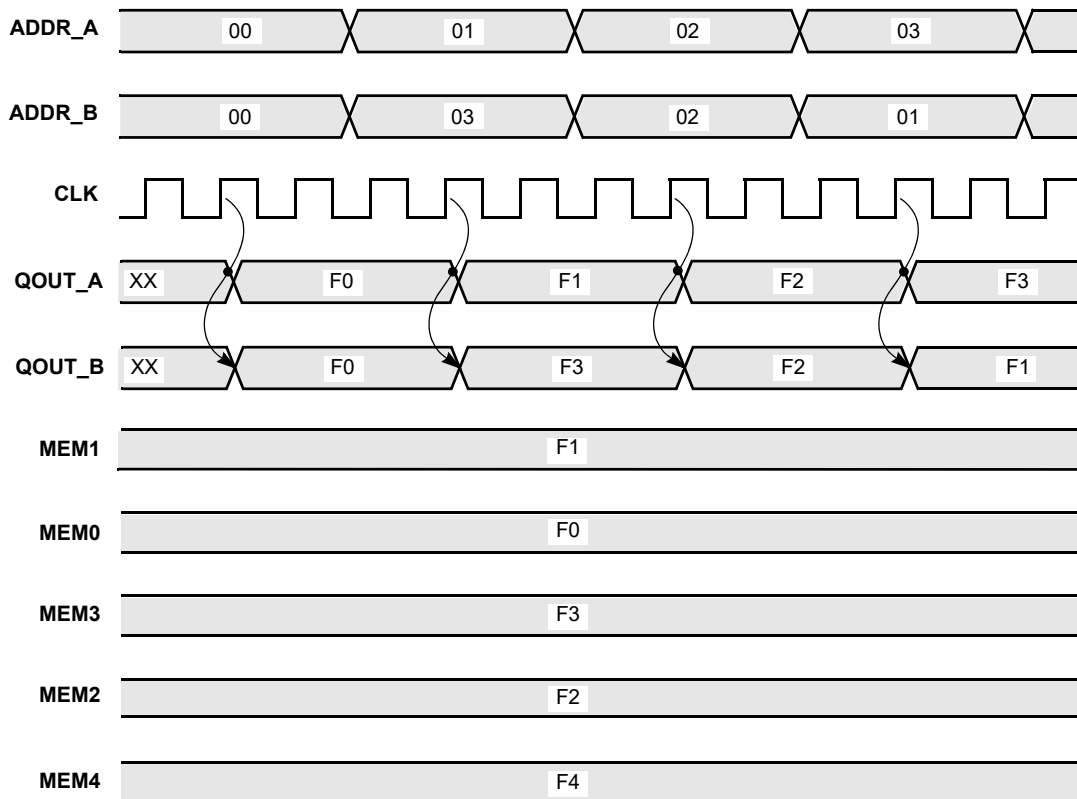 ADDR_A 00 01 02 03
ADDR_B 00 03 02 01
CLK
QOUT_A XX F0 F1 F2 F3
QOUT_B XX F0 F3 F2 F1
MEM1 F1
MEM0 F0
MEM3 F3
MEM2 F2
MEM4 F4